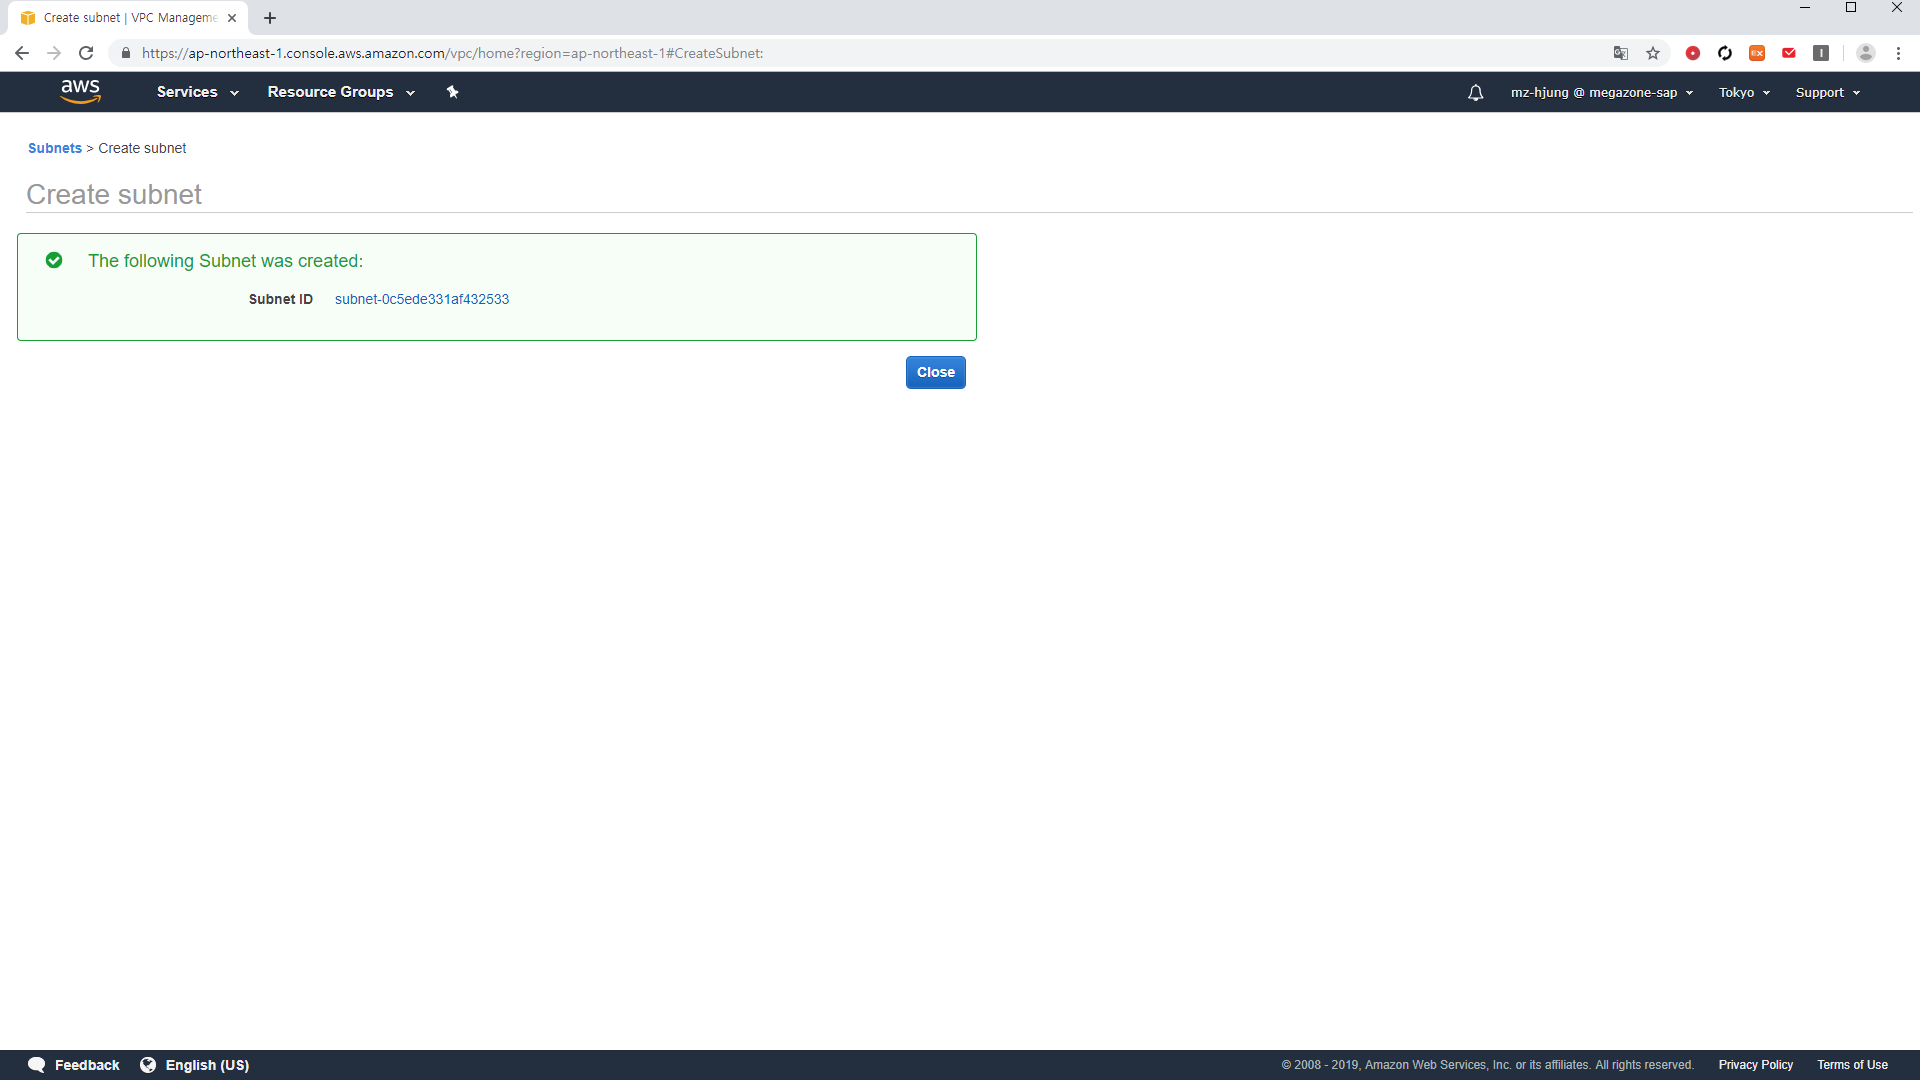 Create subnet | VPC Manageme
https://ap-northeast-1.console.aws.amazon.com/vpc/home?region=ap-northeast-1#CreateSubnet:
aws
Services
Resource Groups
mz-hjung @ megazone-sap
Tokyo
Support
Subnets > Create subnet
Create subnet
The following Subnet was created:
Subnet ID subnet-0c5ede331af432533
Close
Feedback
English (US)
© 2008 - 2019, Amazon Web Services, Inc. or its affiliates. All rights reserved.
Privacy Policy
Terms of Use